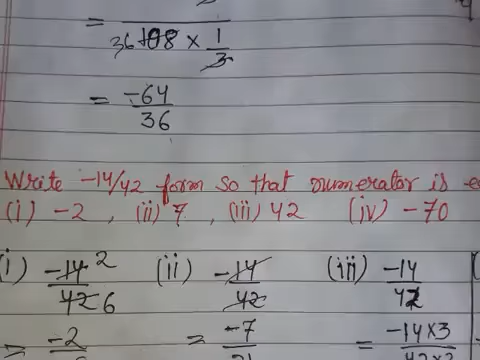 = 
36 108 × 1/3
= -64/36
Write -14/42 form so that numerator is
(i) -2 , (ii) 7 , (iii) 42 (iv) -70
(i) -14 2 / 42 6 (ii) -14/42 (iii) -14/42
= -2 = -7 = -14×3